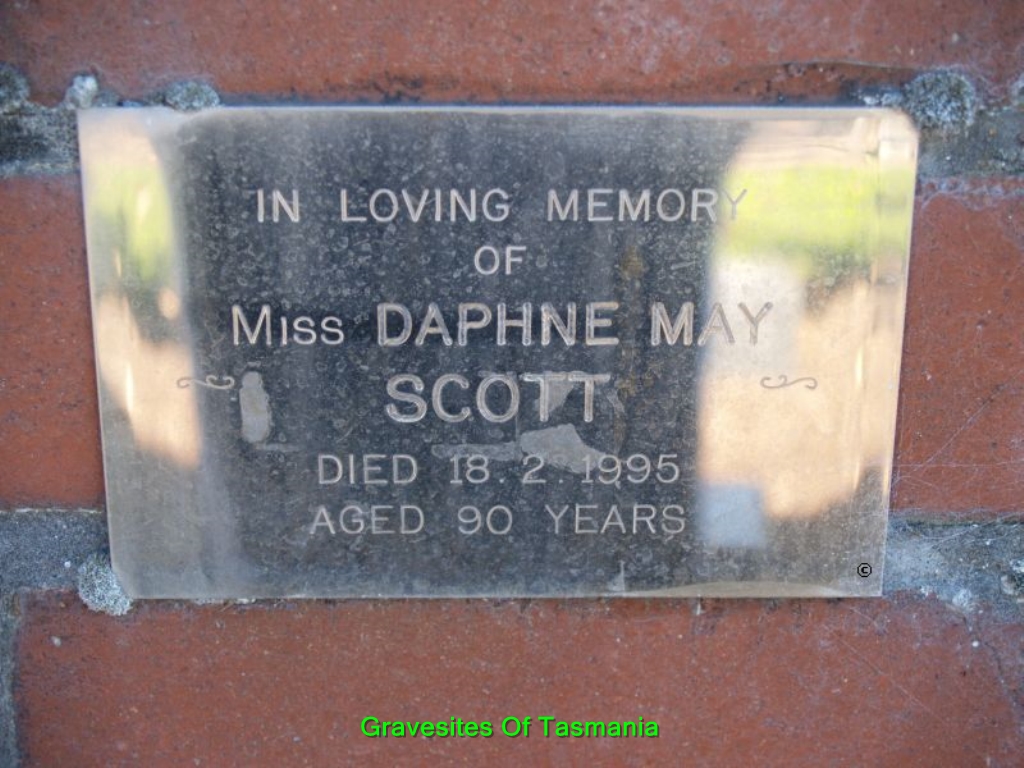 IN LOVING MEMORY
OF
Miss DAPHNE MAY
SCOTT
DIED 18.2.1995
AGED 90 YEARS
©
Gravesites Of Tasmania